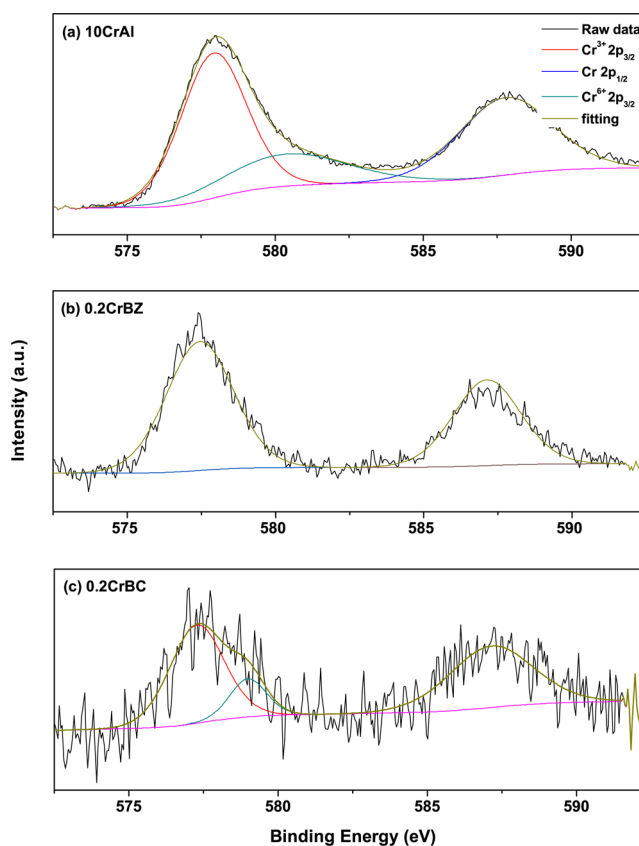 (a) 10CrAl
Raw data
Cr³⁺ 2p₃/₂
Cr 2p₁/₂
Cr⁶⁺ 2p₃/₂
fitting
575 580 585 590
(b) 0.2CrBZ
575 580 585 590
Intensity (a.u.)
(c) 0.2CrBC
575 580 585 590
Binding Energy (eV)